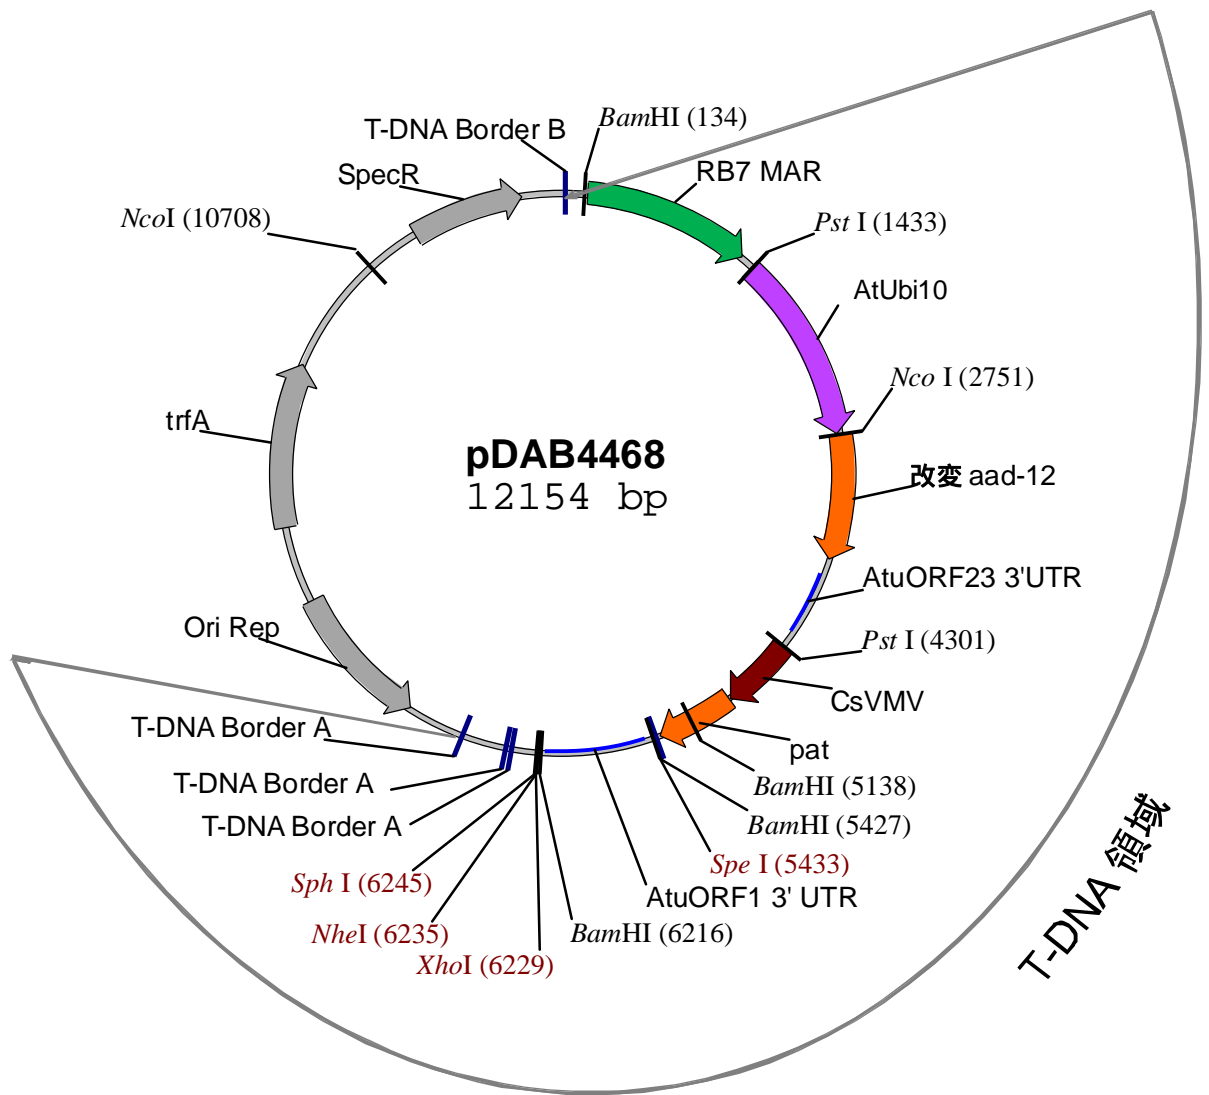 T-DNA Border B
BamHI (134)
SpecR
RB7 MAR
NcoI (10708)
Pst I (1433)
AtUbi10
Nco I (2751)
trfA
pDAB4468
12154 bp
改変 aad-12
AtuORF23 3'UTR
Ori Rep
Pst I (4301)
CsVMV
T-DNA Border A
pat
T-DNA Border A
BamHI (5138)
T-DNA Border A
BamHI (5427)
Sph I (6245)
Spe I (5433)
AtuORF1 3' UTR
NheI (6235)
BamHI (6216)
XhoI (6229)
T-DNA 領域